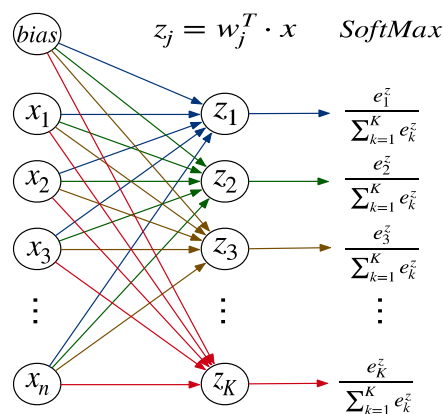 bias z_j = w_j^T · x SoftMax
x_1 z_1 e_1^z / ∑_{k=1}^K e_k^z
x_2 z_2 e_2^z / ∑_{k=1}^K e_k^z
x_3 z_3 e_3^z / ∑_{k=1}^K e_k^z
⋮ ⋮ ⋮
x_n z_K e_K^z / ∑_{k=1}^K e_k^z